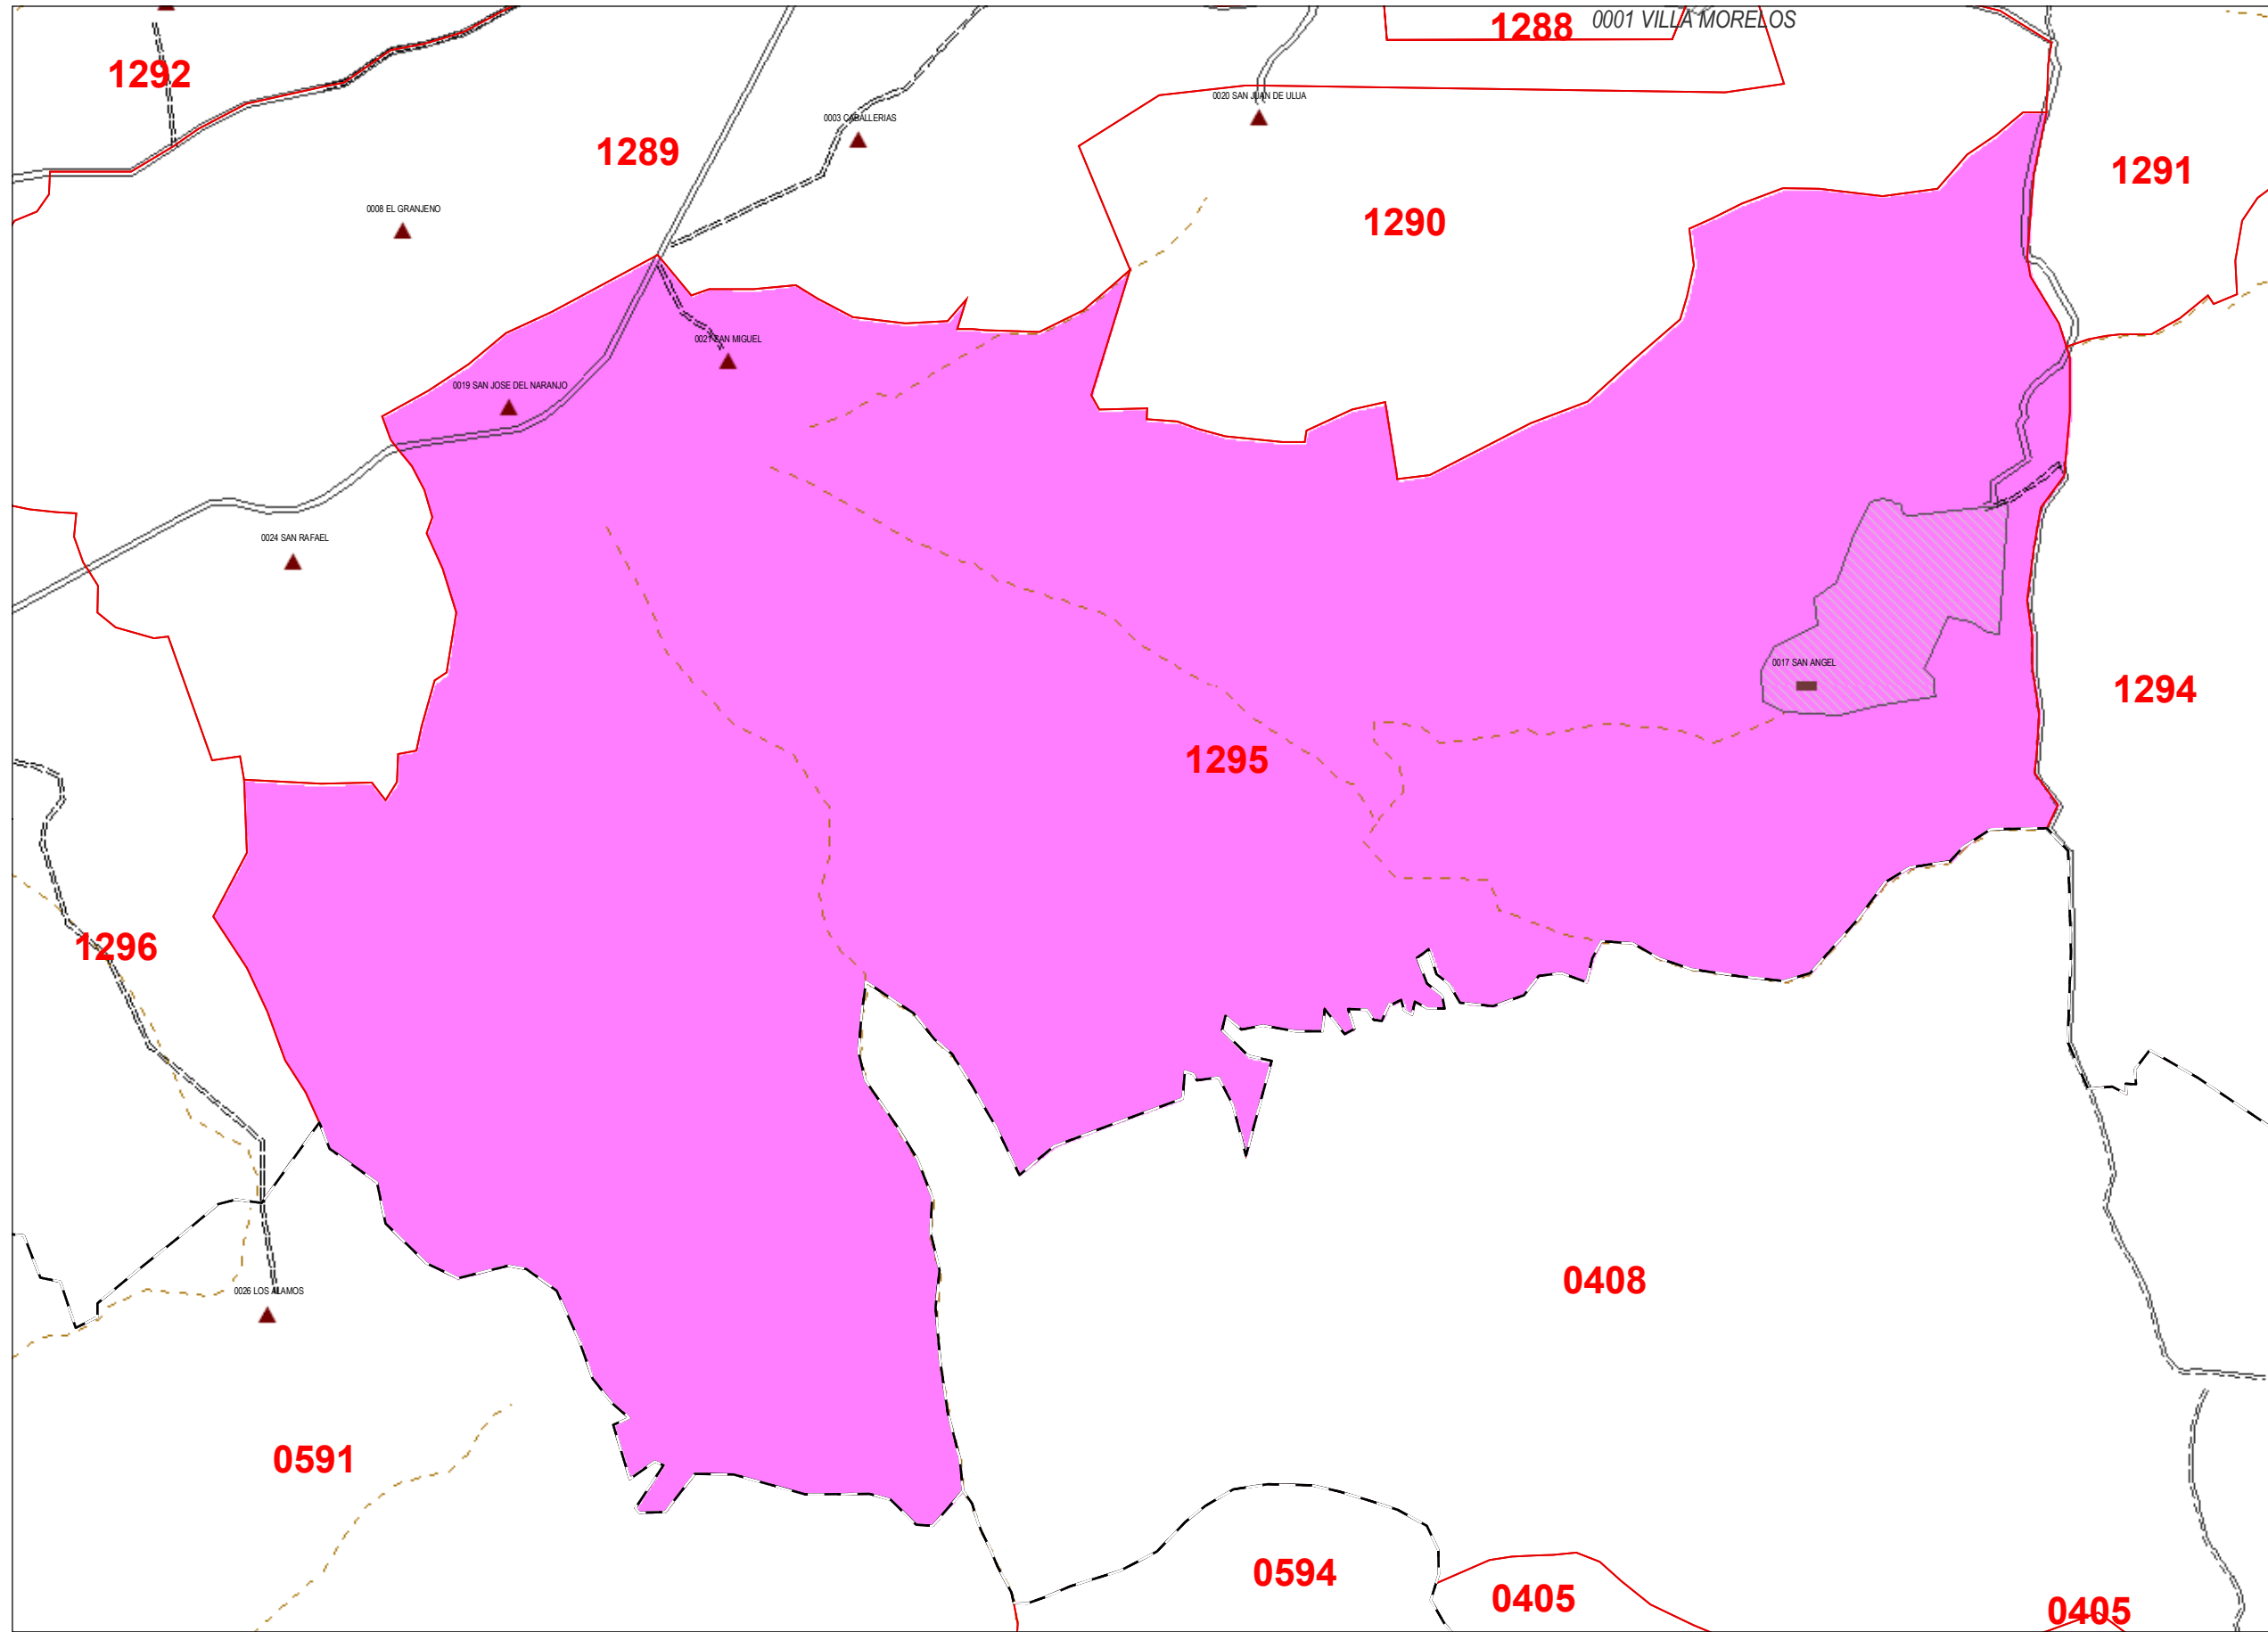 1288
0001 VILLA MORELOS
1292
0020 SAN JUAN DE ULUA
0003 CABALLERIAS
1289
1291
0008 EL GRANJENO
1290
0021 SAN MIGUEL
0019 SAN JOSE DEL NARANJO
0024 SAN RAFAEL
0017 SAN ANGEL
1294
1295
1296
0408
0026 LOS ALAMOS
0591
0594
0405
0405